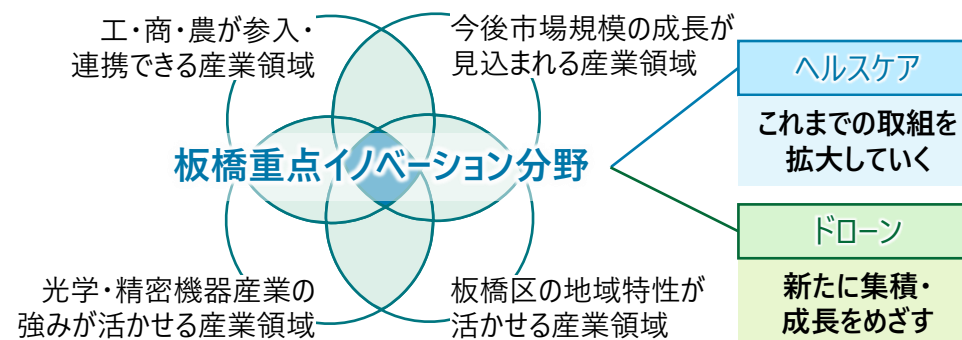 工・商・農が参入・
連携できる産業領域
今後市場規模の成長が
見込まれる産業領域
板橋重点イノベーション分野
光学・精密機器産業の
強みが活かせる産業領域
板橋区の地域特性が
活かせる産業領域
ヘルスケア
これまでの取組を
拡大していく
ドローン
新たに集積・
成長をめざす